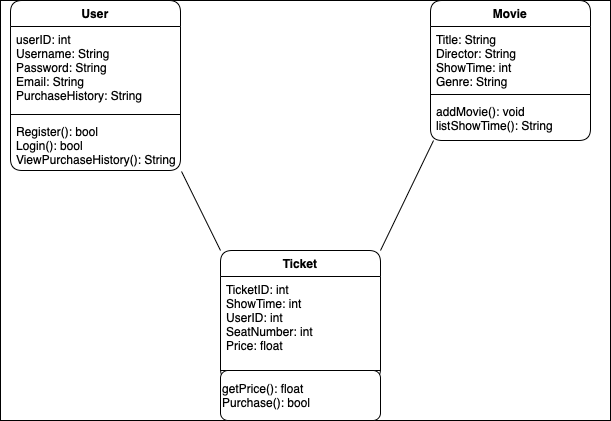 User
userID: int
Username: String
Password: String
Email: String
PurchaseHistory: String
Register(): bool
Login(): bool
ViewPurchaseHistory(): String
Movie
Title: String
Director: String
ShowTime: int
Genre: String
addMovie(): void
listShowTime(): String
Ticket
TicketID: int
ShowTime: int
UserID: int
SeatNumber: int
Price: float
getPrice(): float
Purchase(): bool